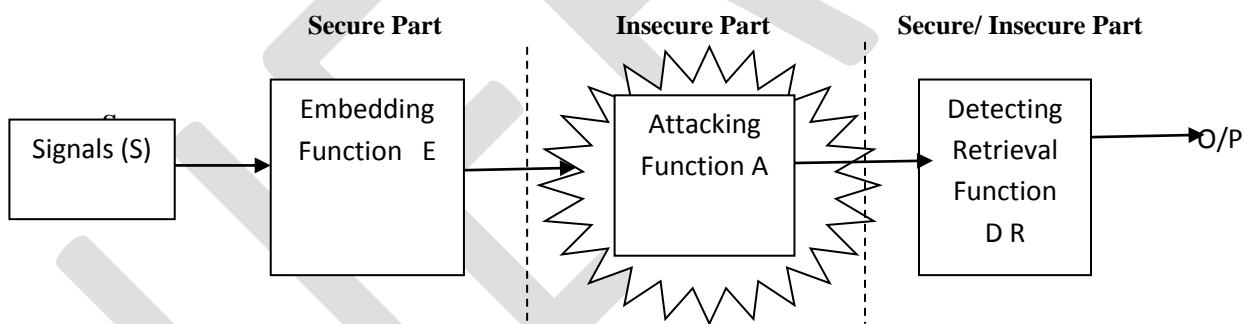 Secure Part
Insecure Part
Secure/ Insecure Part
Signals (S)
Embedding
Function E
Attacking
Function A
Detecting
Retrieval
Function
D R
O/P